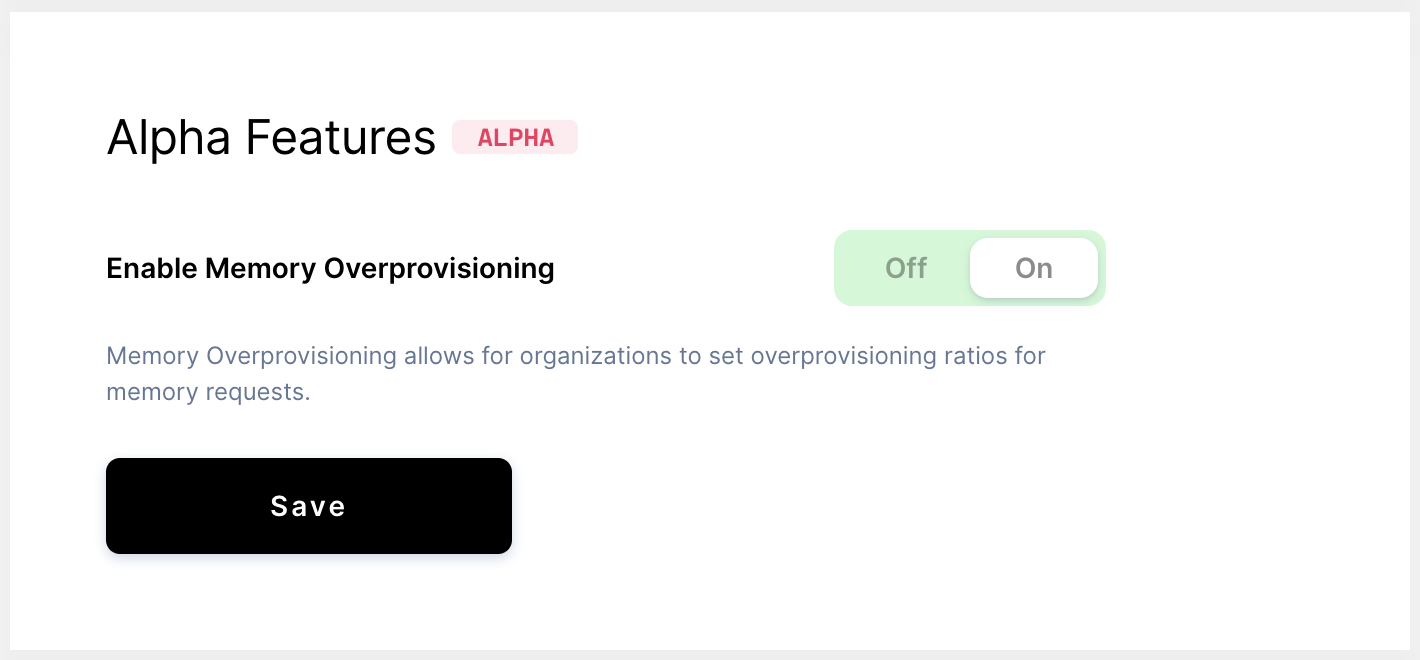 Alpha Features ALPHA
Enable Memory Overprovisioning Off On
Memory Overprovisioning allows for organizations to set overprovisioning ratios for
memory requests.
Save